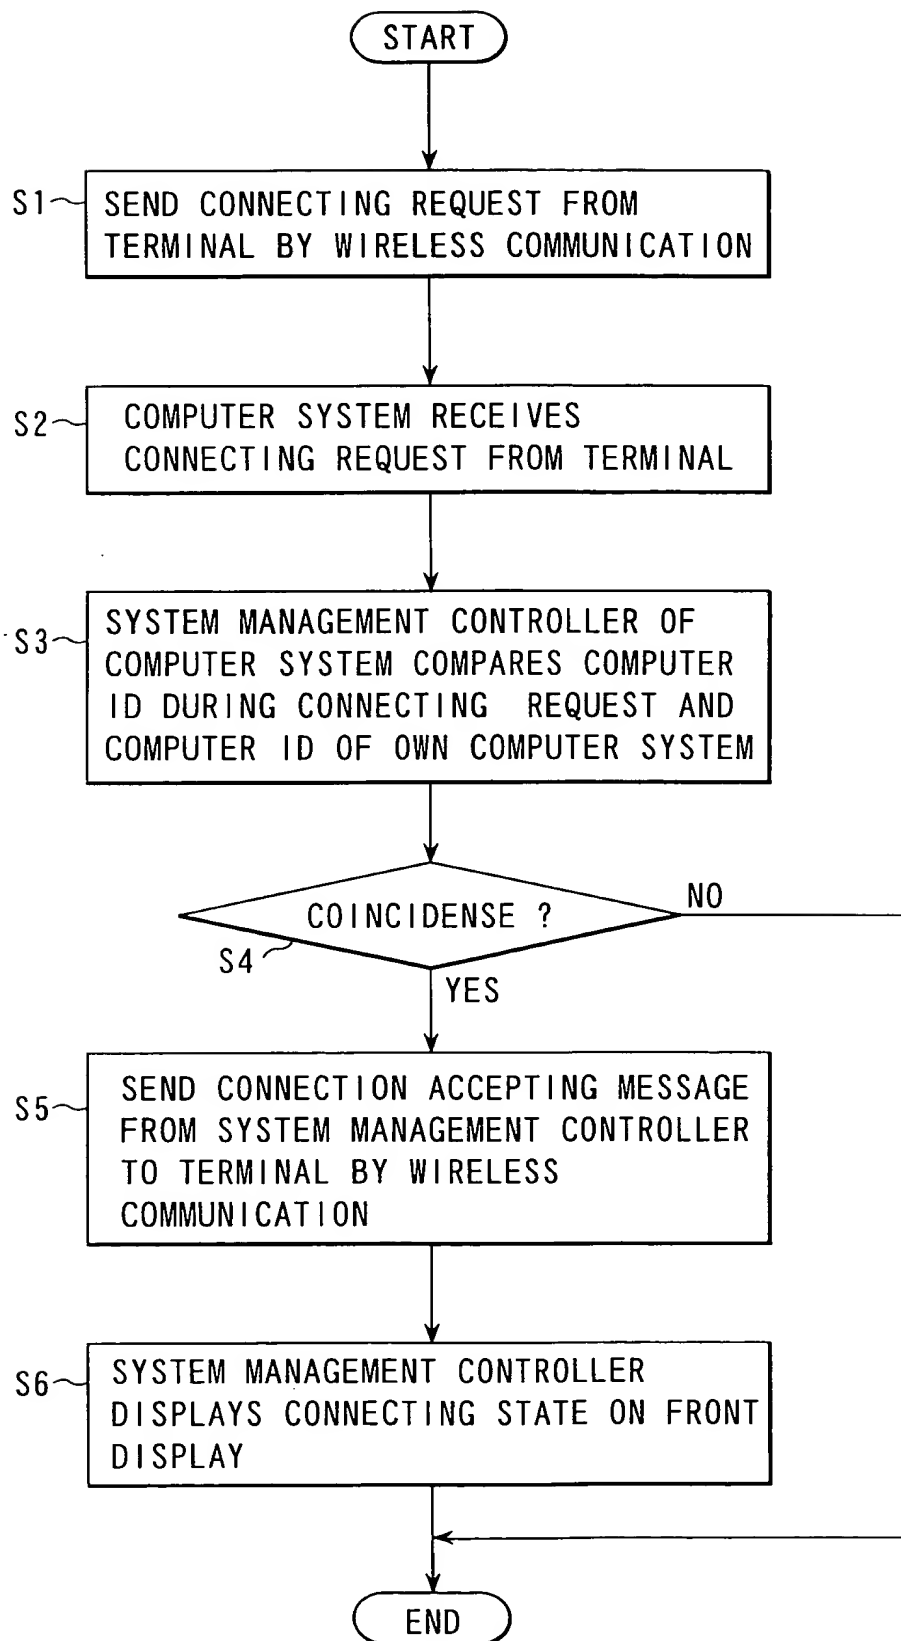 START
S1
SEND CONNECTING REQUEST FROM
TERMINAL BY WIRELESS COMMUNICATION
S2
COMPUTER SYSTEM RECEIVES
CONNECTING REQUEST FROM TERMINAL
S3
SYSTEM MANAGEMENT CONTROLLER OF
COMPUTER SYSTEM COMPARES COMPUTER
ID DURING CONNECTING REQUEST AND
COMPUTER ID OF OWN COMPUTER SYSTEM
COINCIDENSE ?
NO
S4
YES
S5
SEND CONNECTION ACCEPTING MESSAGE
FROM SYSTEM MANAGEMENT CONTROLLER
TO TERMINAL BY WIRELESS
COMMUNICATION
S6
SYSTEM MANAGEMENT CONTROLLER
DISPLAYS CONNECTING STATE ON FRONT
DISPLAY
END